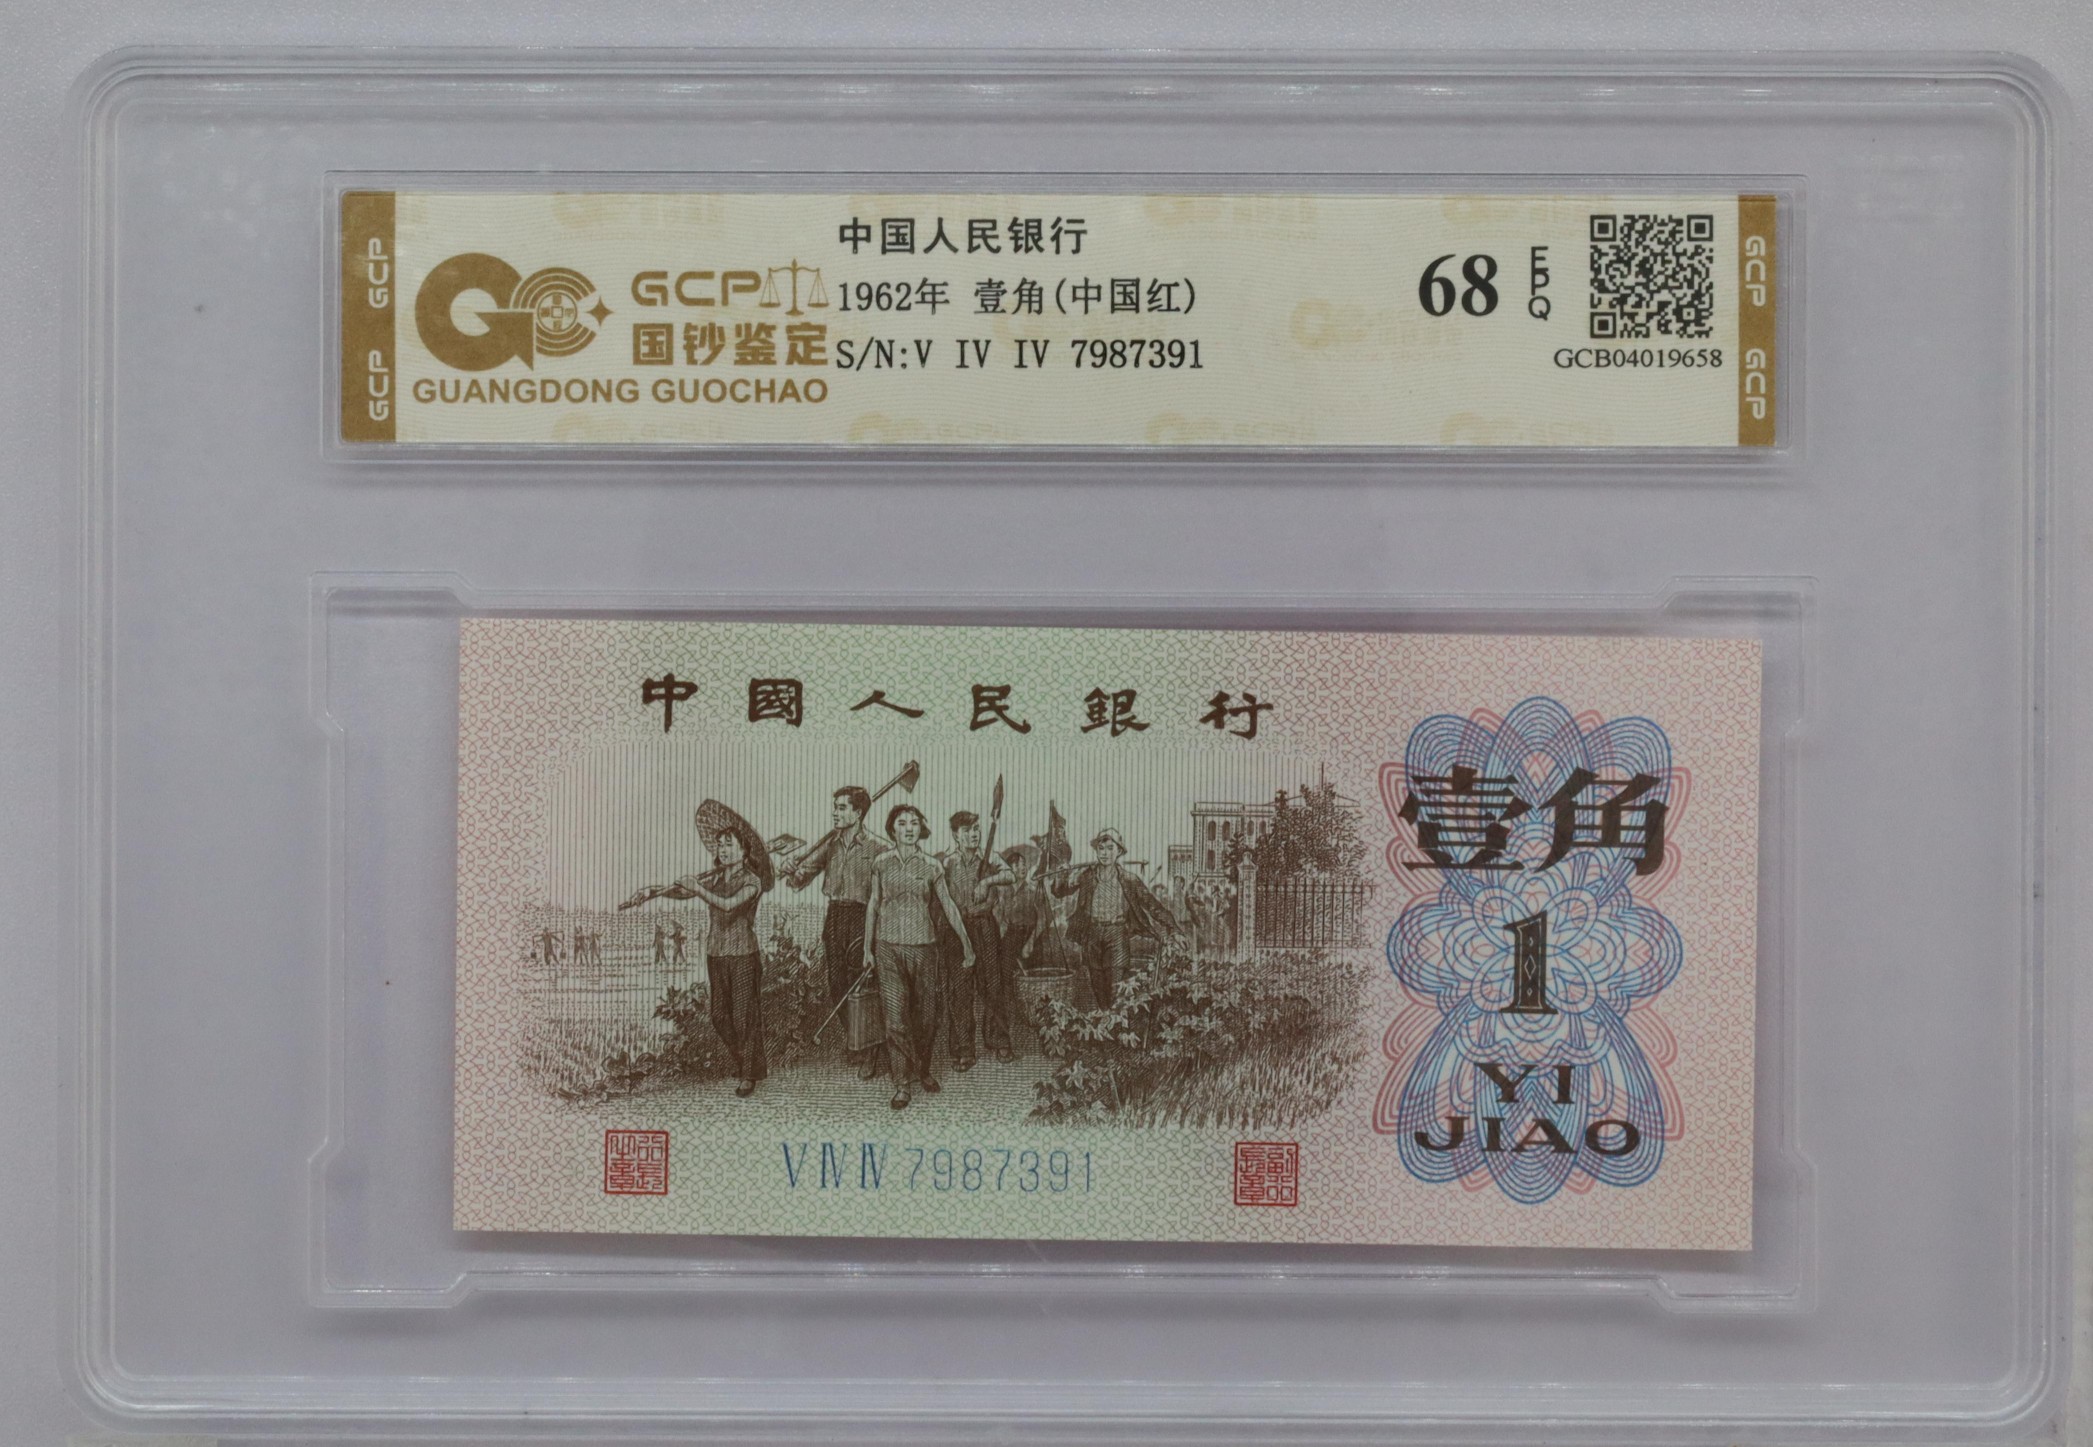 GCP
GCP
GCP
国钞鉴定
GUANGDONG GUOCHAO
中国人民银行
1962年 壹角(中国红)
S/N:V IV IV 7987391
68
EPQ
GCB04019658
GCP
GCP
中國人民銀行
壹角
1
YI
JIAO
V IV IV 7987391